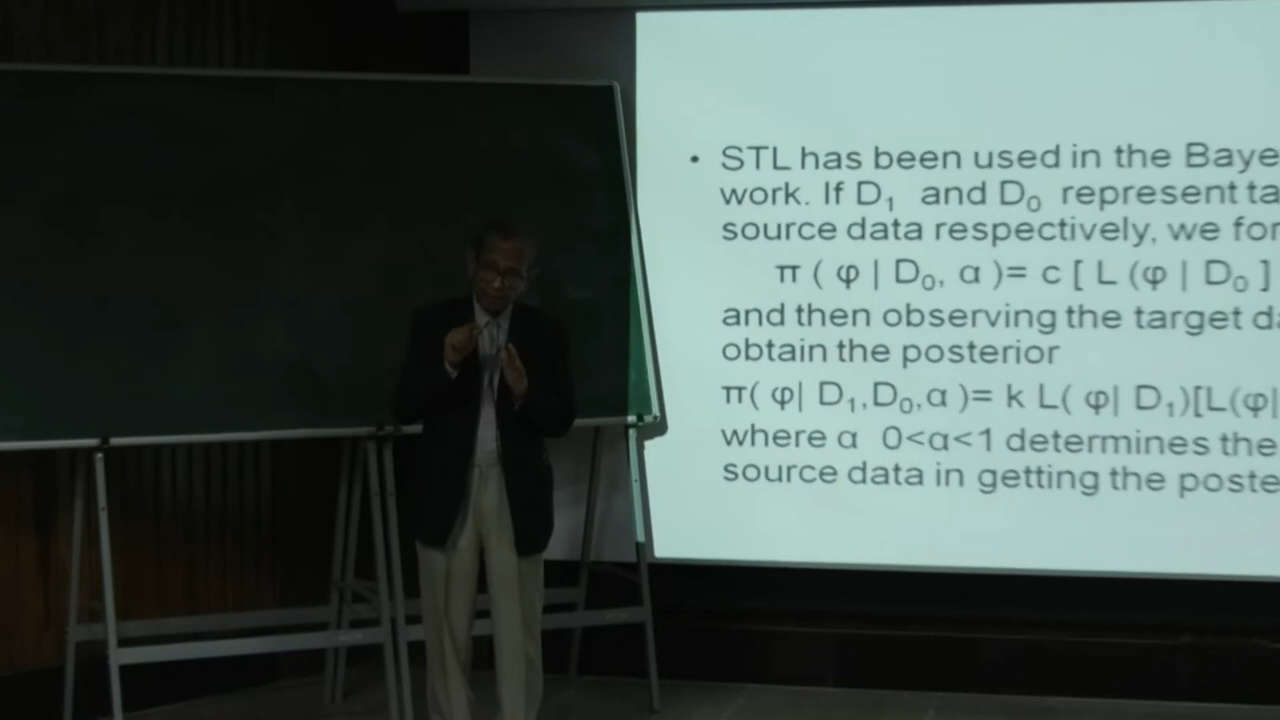 • STL has been used in the Baye
work. If D₁ and D₀ represent ta
source data respectively, we for
π ( φ | D₀, α )= c [ L (φ | D₀ ]
and then observing the target d
obtain the posterior
π( φ| D₁,D₀,α )= k L( φ| D₁)[L(φ|
where α 0<α<1 determines the
source data in getting the poste